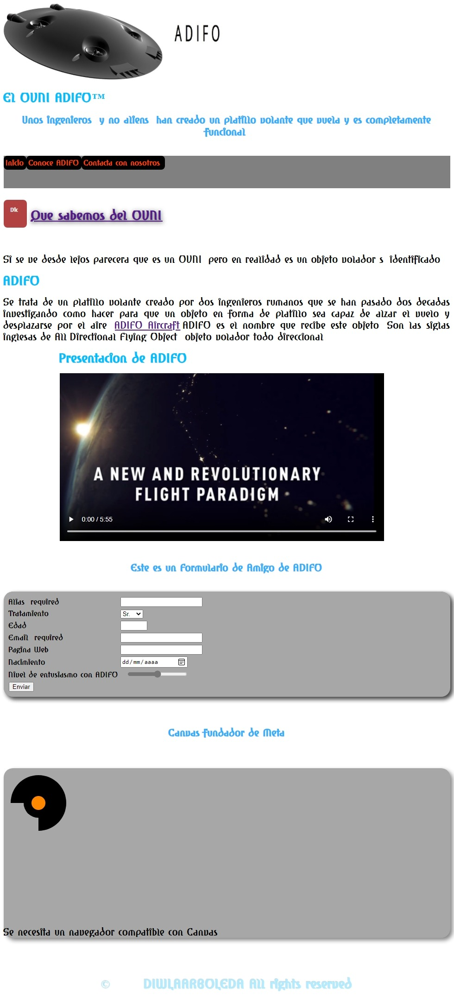 ADIFO
El OVNI ADIFO™
Unos ingenieros y no aliens han creado un platillo volante que vuela y es completamente
funcional
Inicio Conoce ADIFO Contacta con nosotros
Dic
Que sabemos del OVNI
Si se ve desde lejos parecera que es un OVNI pero en realidad es un objeto volador s identificado
ADIFO
Se trata de un platillo volante creado por dos ingenieros rumanos que se han pasado dos decadas
investigando como hacer para que un objeto en forma de platillo sea capaz de alzar el vuelo y
desplazarse por el aire ADIFO Aircraft ADIFO es el nombre que recibe este objeto Son las siglas
inglesas de All Directional Flying Object objeto volador todo direccional
Presentacion de ADIFO
A NEW AND REVOLUTIONARY
FLIGHT PARADIGM
0:00 / 5:55
Este es un Formulario de Amigo de ADIFO
Alias required
Tratamiento Sr.
Edad
Email required
Pagina Web
Nacimiento dd/mm/aaaa
Nivel de entusiasmo con ADIFO
Enviar
Canvas fundador de Meta
Se necesita un navegador compatible con Canvas
© DIWLAARBOLEDA All rights reserved